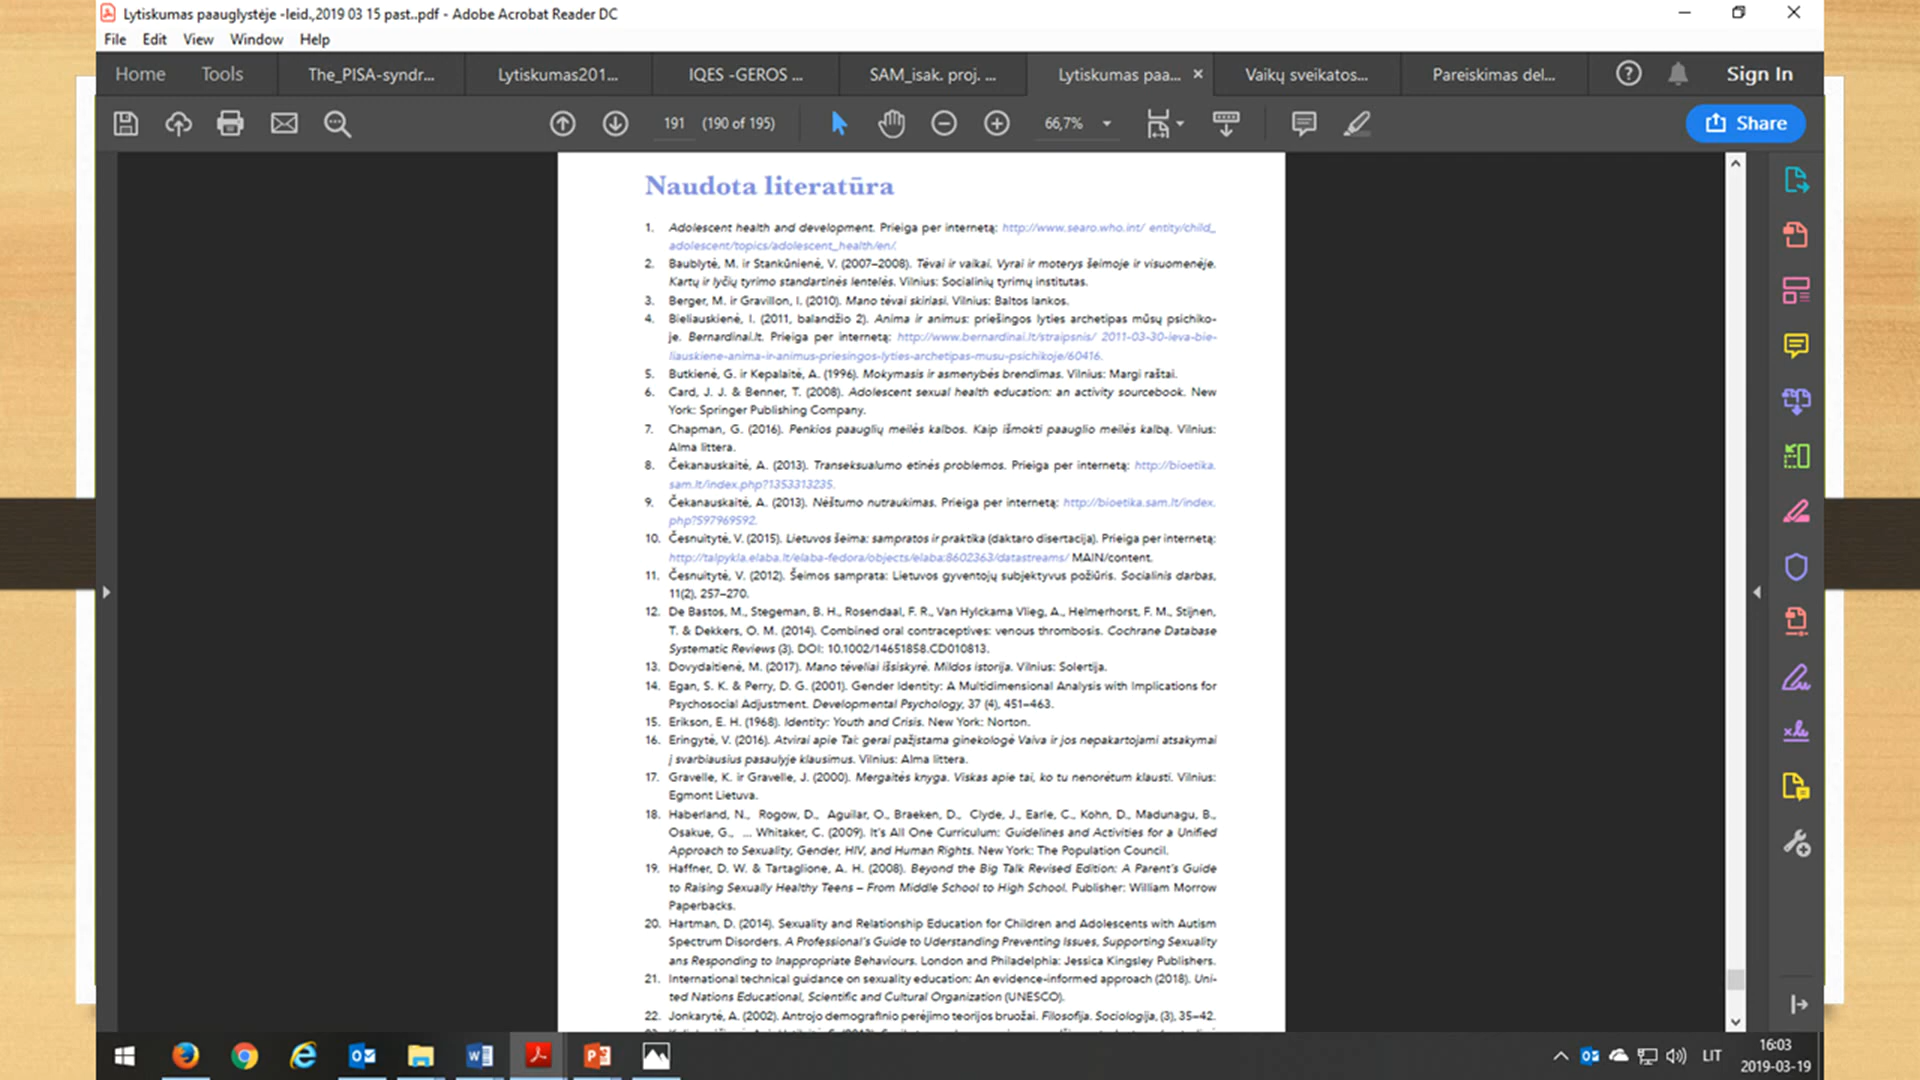 Lytiskumas paauglystėje -leid.,2019 03 15 past..pdf - Adobe Acrobat Reader DC
File Edit View Window Help
Home Tools The_PISA-syndr... Lytiskumas201... IQES -GEROS ... SAM_isak. proj. ... Lytiskumas paa... × Vaikų sveikatos... Pareiskimas del... Sign In
191 (190 of 195) 66,7% Share
Naudota literatūra
1. Adolescent health and development. Prieiga per internetą: http://www.searo.who.int/ entity/child_
adolescent/topics/adolescent_health/en/.
2. Baublytė, M. ir Stankūnienė, V. (2007–2008). Tėvai ir vaikai. Vyrai ir moterys šeimoje ir visuomenėje.
Kartų ir lyčių tyrimo standartinės lentelės. Vilnius: Socialinių tyrimų institutas.
3. Berger, M. ir Gravillon, I. (2010). Mano tėvai skiriasi. Vilnius: Baltos lankos.
4. Bieliauskienė, I. (2011, balandžio 2). Anima ir animus: priešingos lyties archetipas mūsų psichiko-
je. Bernardinai.lt. Prieiga per internetą: http://www.bernardinai.lt/straipsnis/ 2011-03-30-ieva-bie-
liauskiene-anima-ir-animus-priesingos-lyties-archetipas-musu-psichikoje/60416.
5. Butkienė, G. ir Kepalaitė, A. (1996). Mokymasis ir asmenybės brendimas. Vilnius: Margi raštai.
6. Card, J. J. & Benner, T. (2008). Adolescent sexual health education: an activity sourcebook. New
York: Springer Publishing Company.
7. Chapman, G. (2016). Penkios paauglių meilės kalbos. Kaip išmokti paauglio meilės kalbą. Vilnius:
Alma littera.
8. Čekanauskaitė, A. (2013). Transeksualumo etinės problemos. Prieiga per internetą: http://bioetika.
sam.lt/index.php?1353313235.
9. Čekanauskaitė, A. (2013). Nėštumo nutraukimas. Prieiga per internetą: http://bioetika.sam.lt/index.
php?597969592.
10. Česnuitytė, V. (2015). Lietuvos šeima: sampratos ir praktika (daktaro disertacija). Prieiga per internetą:
http://talpykla.elaba.lt/elaba-fedora/objects/elaba:8602363/datastreams/ MAIN/content.
11. Česnuitytė, V. (2012). Šeimos samprata: Lietuvos gyventojų subjektyvus požiūris. Socialinis darbas,
11(2), 257–270.
12. De Bastos, M., Stegeman, B. H., Rosendaal, F. R., Van Hylckama Vlieg, A., Helmerhorst, F. M., Stijnen,
T. & Dekkers, O. M. (2014). Combined oral contraceptives: venous thrombosis. Cochrane Database
Systematic Reviews (3). DOI: 10.1002/14651858.CD010813.
13. Dovydaitienė, M. (2017). Mano tėveliai išsiskyrė. Mildos istorija. Vilnius: Solertija.
14. Egan, S. K. & Perry, D. G. (2001). Gender Identity: A Multidimensional Analysis with Implications for
Psychosocial Adjustment. Developmental Psychology, 37 (4), 451–463.
15. Erikson, E. H. (1968). Identity: Youth and Crisis. New York: Norton.
16. Eringytė, V. (2016). Atvirai apie Tai: gerai pažįstama ginekologė Vaiva ir jos nepakartojami atsakymai
į svarbiausius pasaulyje klausimus. Vilnius: Alma littera.
17. Gravelle, K. ir Gravelle, J. (2000). Mergaitės knyga. Viskas apie tai, ko tu nenorėtum klausti. Vilnius:
Egmont Lietuva.
18. Haberland, N., Rogow, D., Aguilar, O., Braeken, D., Clyde, J., Earle, C., Kohn, D., Madunagu, B.,
Osakue, G., ... Whitaker, C. (2009). It's All One Curriculum: Guidelines and Activities for a Unified
Approach to Sexuality, Gender, HIV, and Human Rights. New York: The Population Council.
19. Haffner, D. W. & Tartaglione, A. H. (2008). Beyond the Big Talk Revised Edition: A Parent's Guide
to Raising Sexually Healthy Teens – From Middle School to High School. Publisher: William Morrow
Paperbacks.
20. Hartman, D. (2014). Sexuality and Relationship Education for Children and Adolescents with Autism
Spectrum Disorders. A Professional's Guide to Uderstanding Preventing Issues, Supporting Sexuality
ans Responding to Inappropriate Behaviours. London and Philadelphia: Jessica Kingsley Publishers.
21. International technical guidance on sexuality education: An evidence-informed approach (2018). Uni-
ted Nations Educational, Scientific and Cultural Organization (UNESCO).
22. Jonkarytė, A. (2002). Antrojo demografinio perėjimo teorijos bruožai. Filosofija. Sociologija, (3), 35–42.
LIT 16:03
2019-03-19